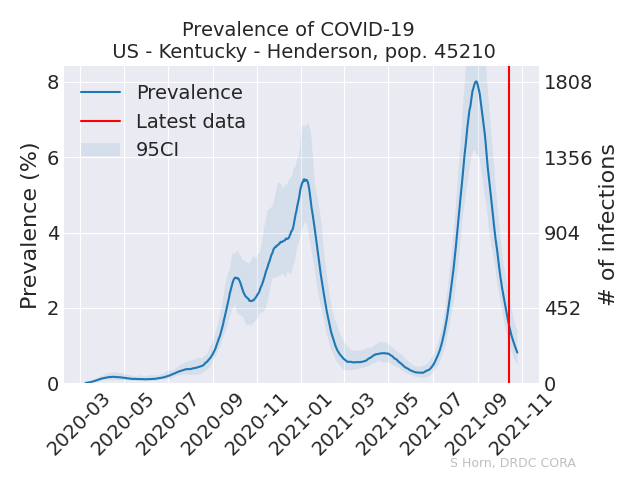 Prevalence of COVID-19
US - Kentucky - Henderson, pop. 45210
Prevalence
Latest data
95CI
Prevalence (%)
8
6
4
2
0
1808
1356
904
452
0
# of infections
2020-03
2020-05
2020-07
2020-09
2020-11
2021-01
2021-03
2021-05
2021-07
2021-09
2021-11
S Horn, DRDC CORA